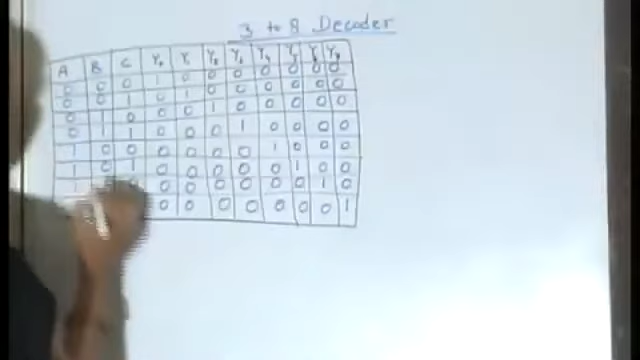 3 to 8 Decoder
A B C Y₀ Y₁ Y₂ Y₃ Y₄ Y₅ Y₆ Y₇
0 0 0 1 0 0 0 0 0 0 0
0 0 1 0 1 0 0 0 0 0 0
0 1 0 0 0 1 0 0 0 0 0
0 1 1 0 0 0 1 0 0 0 0
1 0 0 0 0 0 0 1 0 0 0
1 0 1 0 0 0 0 0 1 0 0
1 0 0 0 0 0 0 1 0
0 0 0 0 0 0 0 1